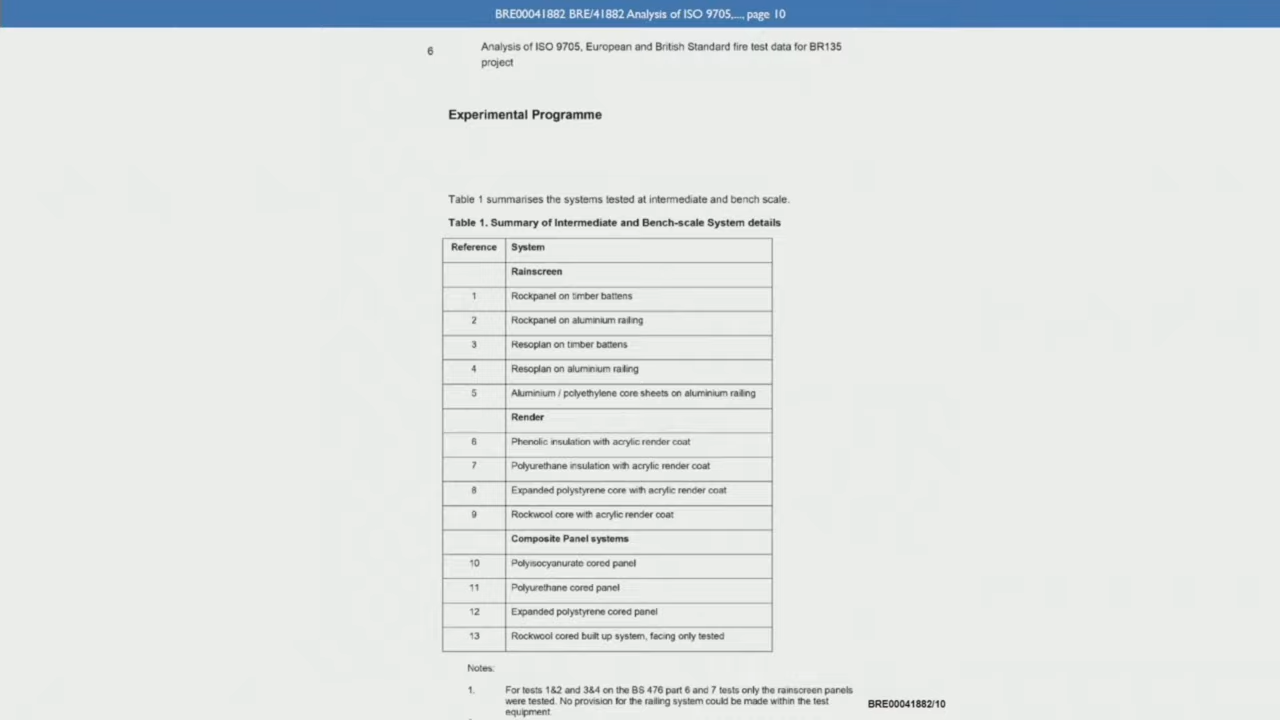 BRE00041882 BRE/41882 Analysis of ISO 9705,..., page 10
6 Analysis of ISO 9705, European and British Standard fire test data for BR135
project
Experimental Programme
Table 1 summarises the systems tested at intermediate and bench scale.
Table 1. Summary of Intermediate and Bench-scale System details
Reference System
Rainscreen
1 Rockpanel on timber battens
2 Rockpanel on aluminium railing
3 Resoplan on timber battens
4 Resoplan on aluminium railing
5 Aluminium / polyethylene core sheets on aluminium railing
Render
6 Phenolic insulation with acrylic render coat
7 Polyurethane insulation with acrylic render coat
8 Expanded polystyrene core with acrylic render coat
9 Rockwool core with acrylic render coat
Composite Panel systems
10 Polyisocyanurate cored panel
11 Polyurethane cored panel
12 Expanded polystyrene cored panel
13 Rockwool cored built up system, facing only tested
Notes:
1. For tests 1&2 and 3&4 on the BS 476 part 6 and 7 tests only the rainscreen panels
were tested. No provision for the railing system could be made within the test
equipment.
BRE00041882/10